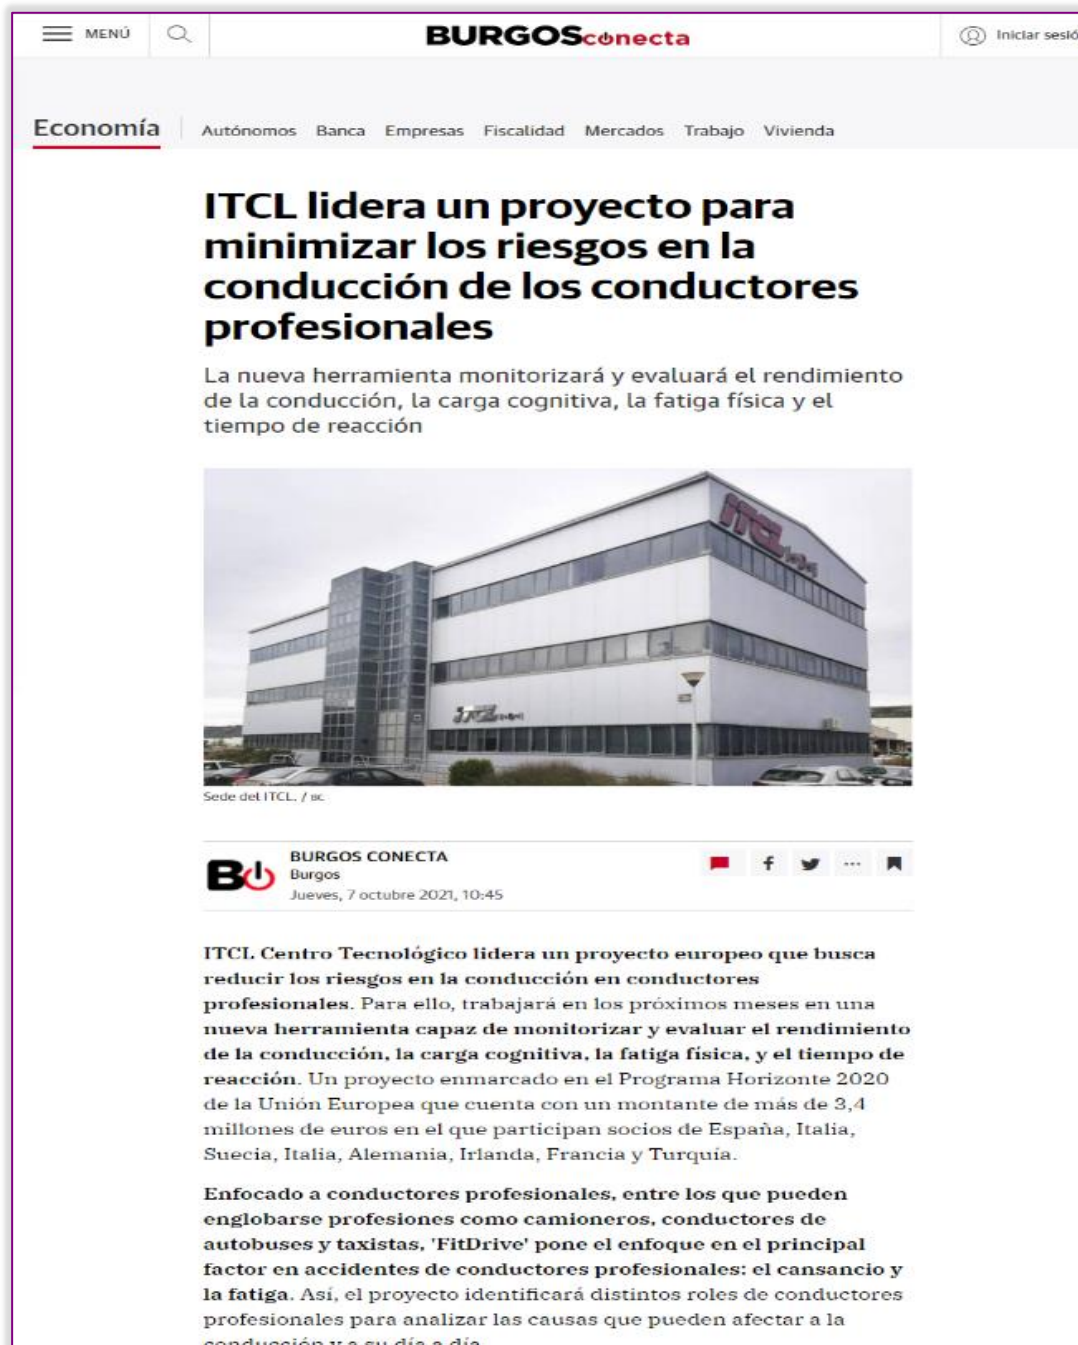 MENÚ
BURGOSconecta
Iniciar sesió
Economía
Autónomos Banca Empresas Fiscalidad Mercados Trabajo Vivienda
ITCL lidera un proyecto para
minimizar los riesgos en la
conducción de los conductores
profesionales
La nueva herramienta monitorizará y evaluará el rendimiento
de la conducción, la carga cognitiva, la fatiga física y el
tiempo de reacción
iTCL
iTCL
Sede del ITCL. / BC
BURGOS CONECTA
Burgos
Jueves, 7 octubre 2021, 10:45
ITCL Centro Tecnológico lidera un proyecto europeo que busca
reducir los riesgos en la conducción en conductores
profesionales. Para ello, trabajará en los próximos meses en una
nueva herramienta capaz de monitorizar y evaluar el rendimiento
de la conducción, la carga cognitiva, la fatiga física, y el tiempo de
reacción. Un proyecto enmarcado en el Programa Horizonte 2020
de la Unión Europea que cuenta con un montante de más de 3,4
millones de euros en el que participan socios de España, Italia,
Suecia, Italia, Alemania, Irlanda, Francia y Turquía.
Enfocado a conductores profesionales, entre los que pueden
englobarse profesiones como camioneros, conductores de
autobuses y taxistas, 'FitDrive' pone el enfoque en el principal
factor en accidentes de conductores profesionales: el cansancio y
la fatiga. Así, el proyecto identificará distintos roles de conductores
profesionales para analizar las causas que pueden afectar a la
conducción y a su día a día